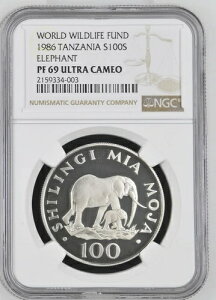 WORLD WILDLIFE FUND
1986 TANZANIA S100S
ELEPHANT
PF 69 ULTRA CAMEO
2159334-003
NGC
NUMISMATIC GUARANTY COMPANY
SHILINGI MIA MOJA
100